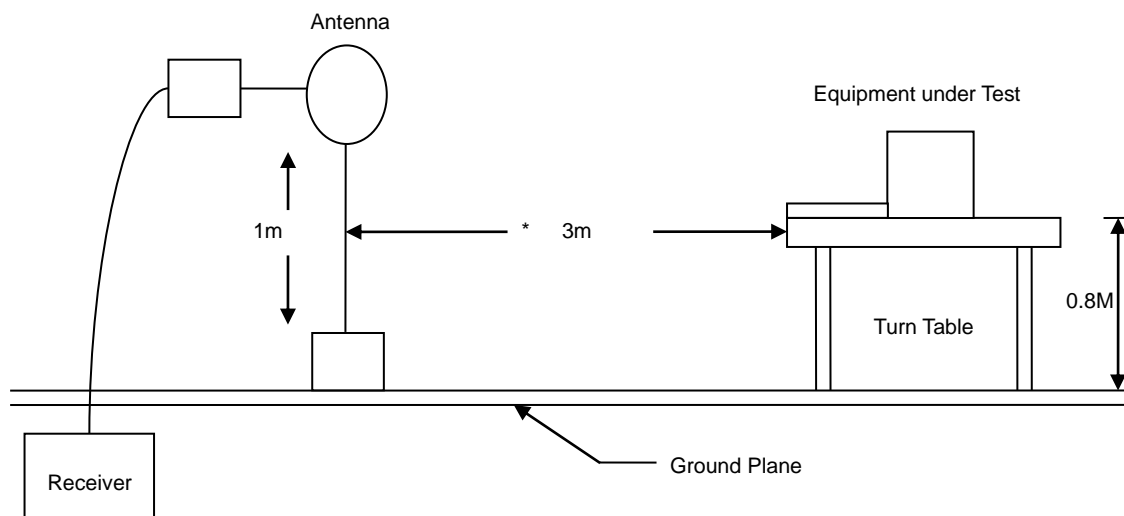 Antenna
Equipment under Test
1m
* 3m
0.8M
Turn Table
Ground Plane
Receiver